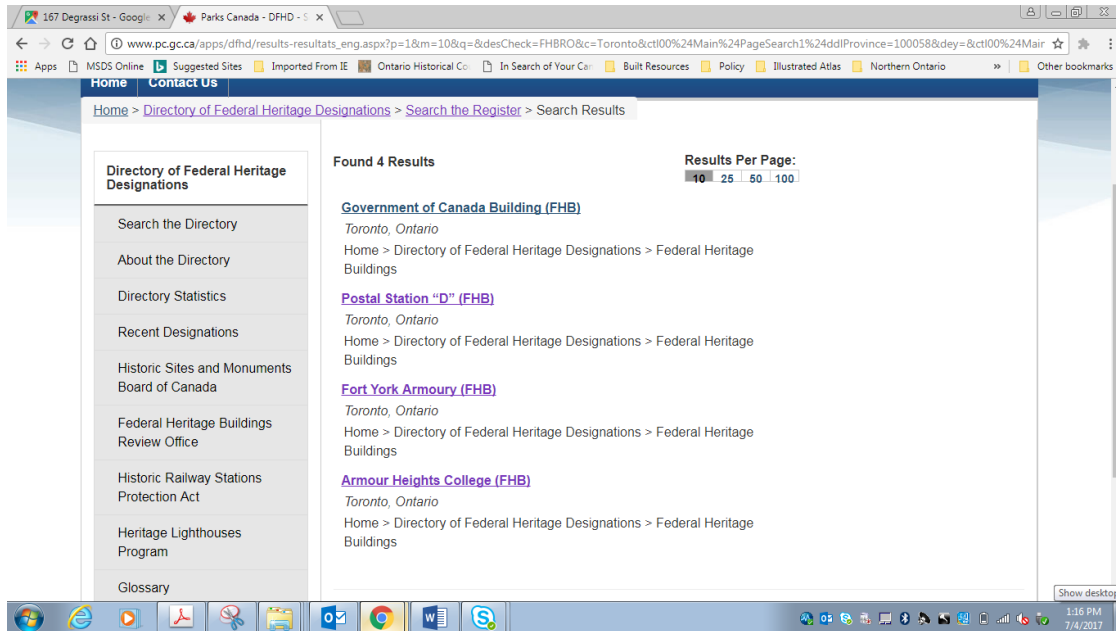 167 Degrassi St - Google
Parks Canada - DFHD - S
www.pc.gc.ca/apps/dfhd/results-resultats_eng.aspx?p=1&m=10&q=&desCheck=FHBRO&c=Toronto&ctl00%24Main%24PageSearch1%24ddlProvince=100058&dey=&ctl00%24Mair
Apps MSDS Online Suggested Sites Imported From IE Ontario Historical Co In Search of Your Can Built Resources Policy Illustrated Atlas Northern Ontario » Other bookmarks
Home Contact Us
Home > Directory of Federal Heritage Designations > Search the Register > Search Results
Directory of Federal Heritage
Designations
Search the Directory
About the Directory
Directory Statistics
Recent Designations
Historic Sites and Monuments
Board of Canada
Federal Heritage Buildings
Review Office
Historic Railway Stations
Protection Act
Heritage Lighthouses
Program
Glossary
Found 4 Results
Results Per Page:
10 25 50 100
Government of Canada Building (FHB)
Toronto, Ontario
Home > Directory of Federal Heritage Designations > Federal Heritage
Buildings
Postal Station “D” (FHB)
Toronto, Ontario
Home > Directory of Federal Heritage Designations > Federal Heritage
Buildings
Fort York Armoury (FHB)
Toronto, Ontario
Home > Directory of Federal Heritage Designations > Federal Heritage
Buildings
Armour Heights College (FHB)
Toronto, Ontario
Home > Directory of Federal Heritage Designations > Federal Heritage
Buildings
Show desktop
1:16 PM
7/4/2017